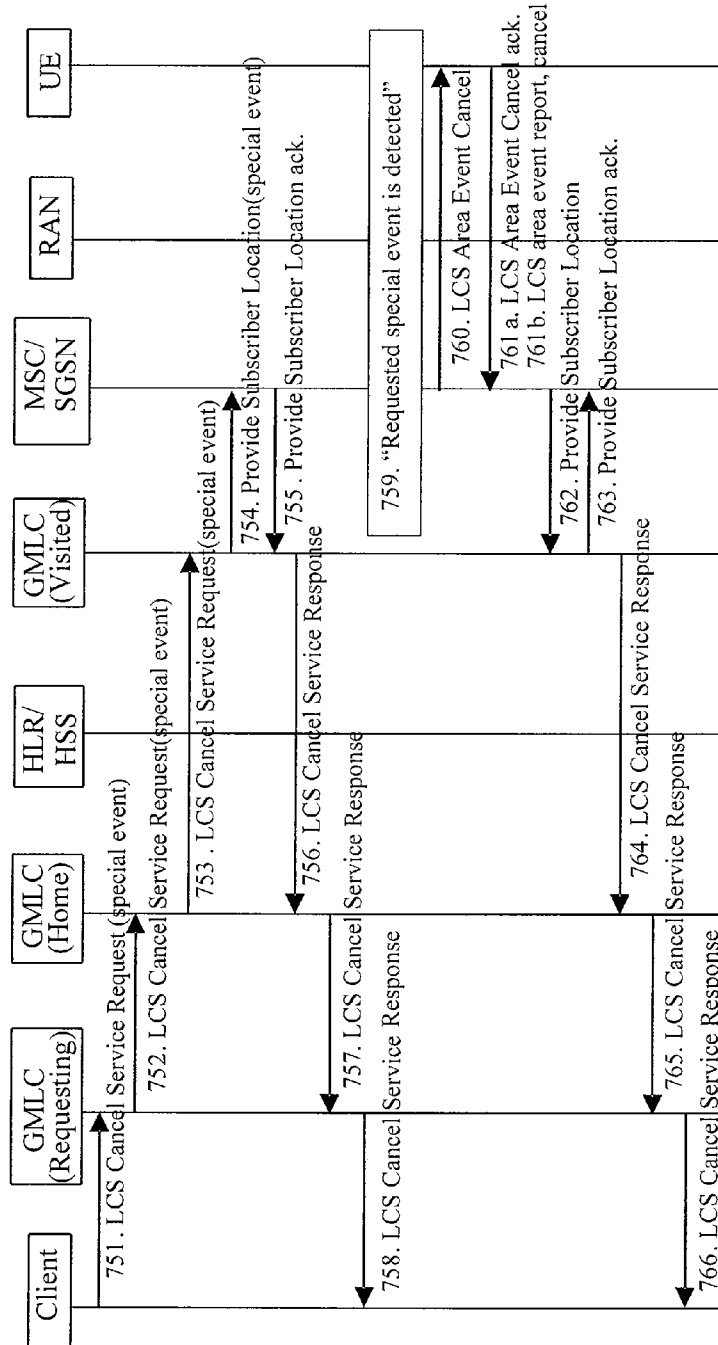 Client
GMLC
(Requesting)
GMLC
(Home)
HLR/
HSS
GMLC
(Visited)
MSC/
SGSN
RAN
UE
751. LCS Cancel Service Request (special event)
752. LCS Cancel Service Request(special event)
753 . LCS Cancel Service Request(special event)
754. Provide Subscriber Location(special event)
755 . Provide Subscriber Location ack.
756. LCS Cancel Service Response
757. LCS Cancel Service Response
758. LCS Cancel Service Response
759. “Requested special event is detected”
760. LCS Area Event Cancel
761a. LCS Area Event Cancel ack.
761b. LCS area event report, cancel
762. Provide Subscriber Location
763. Provide Subscriber Location ack.
764. LCS Cancel Service Response
765. LCS Cancel Service Response
766. LCS Cancel Service Response